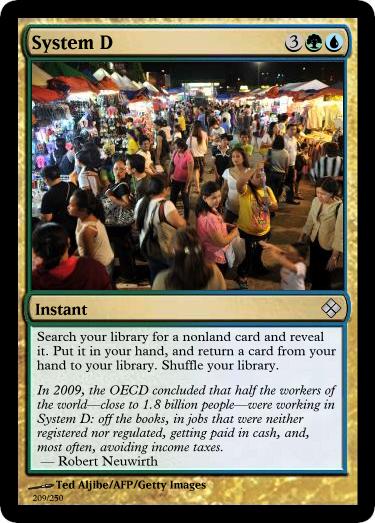 System D 3
Instant
Search your library for a nonland card and reveal
it. Put it in your hand, and return a card from your
hand to your library. Shuffle your library.
In 2009, the OECD concluded that half the workers of
the world—close to 1.8 billion people—were working in
System D: off the books, in jobs that were neither
registered nor regulated, getting paid in cash, and,
most often, avoiding income taxes.
— Robert Neuwirth
Ted Aljibe/AFP/Getty Images
209/250